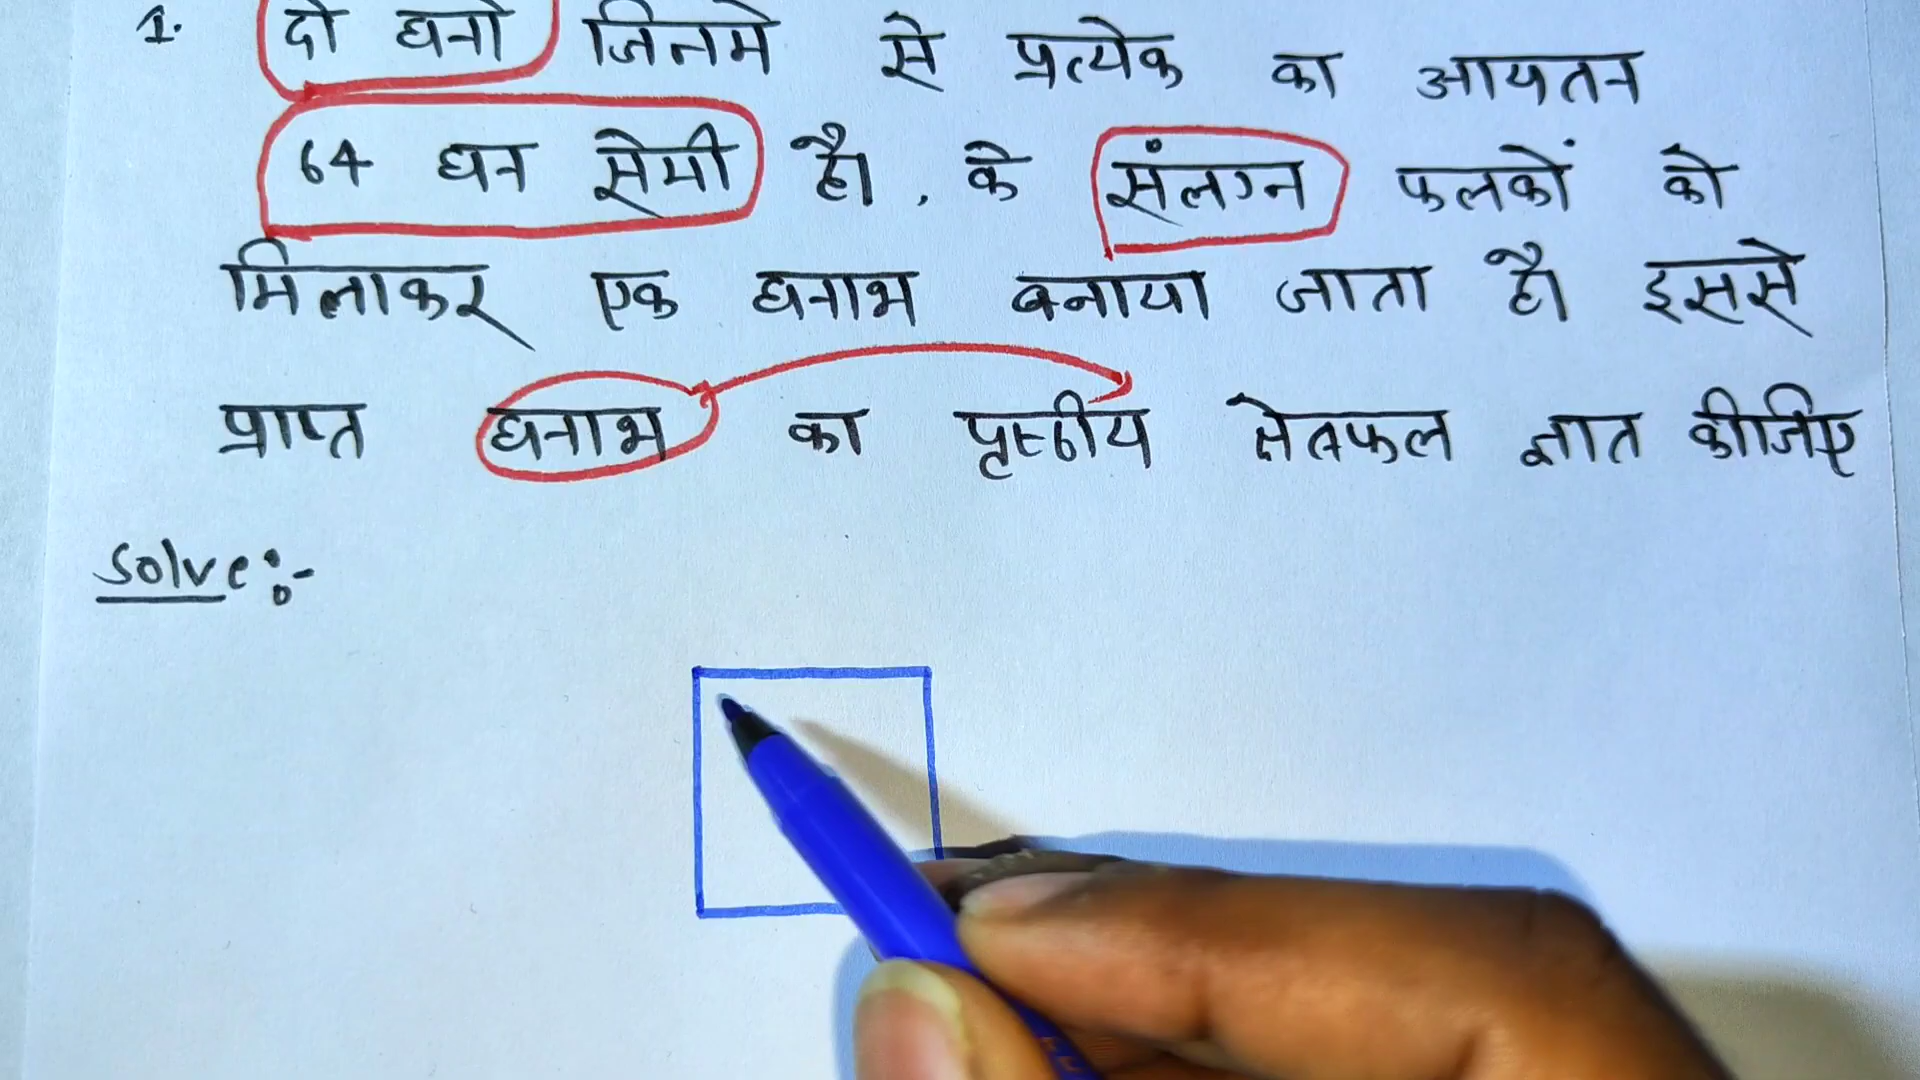 1. दो घनो जिनमे से प्रत्येक का आयतन
64 घन सेमी है। . के संलग्न फलकों को
मिलाकर एक घनाभ बनाया जाता है। इससे
प्राप्त घनाभ का पृष्ठीय क्षेत्रफल ज्ञात कीजिए
Solve:-